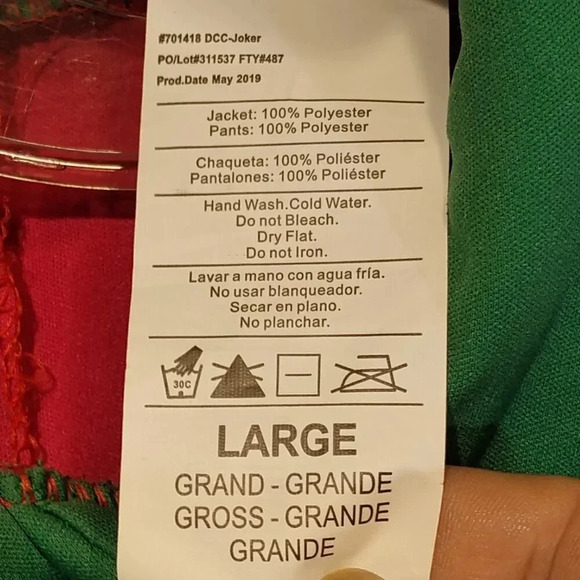 #701418 DCC-Joker
PO/Lot#311537 FTY#487
Prod.Date May 2019
Jacket: 100% Polyester
Pants: 100% Polyester
Chaqueta: 100% Poliéster
Pantalones: 100% Poliéster
Hand Wash.Cold Water.
Do not Bleach.
Dry Flat.
Do not Iron.
Lavar a mano con agua fría.
No usar blanqueador.
Secar en plano.
No planchar.
30C
LARGE
GRAND - GRANDE
GROSS - GRANDE
GRANDE